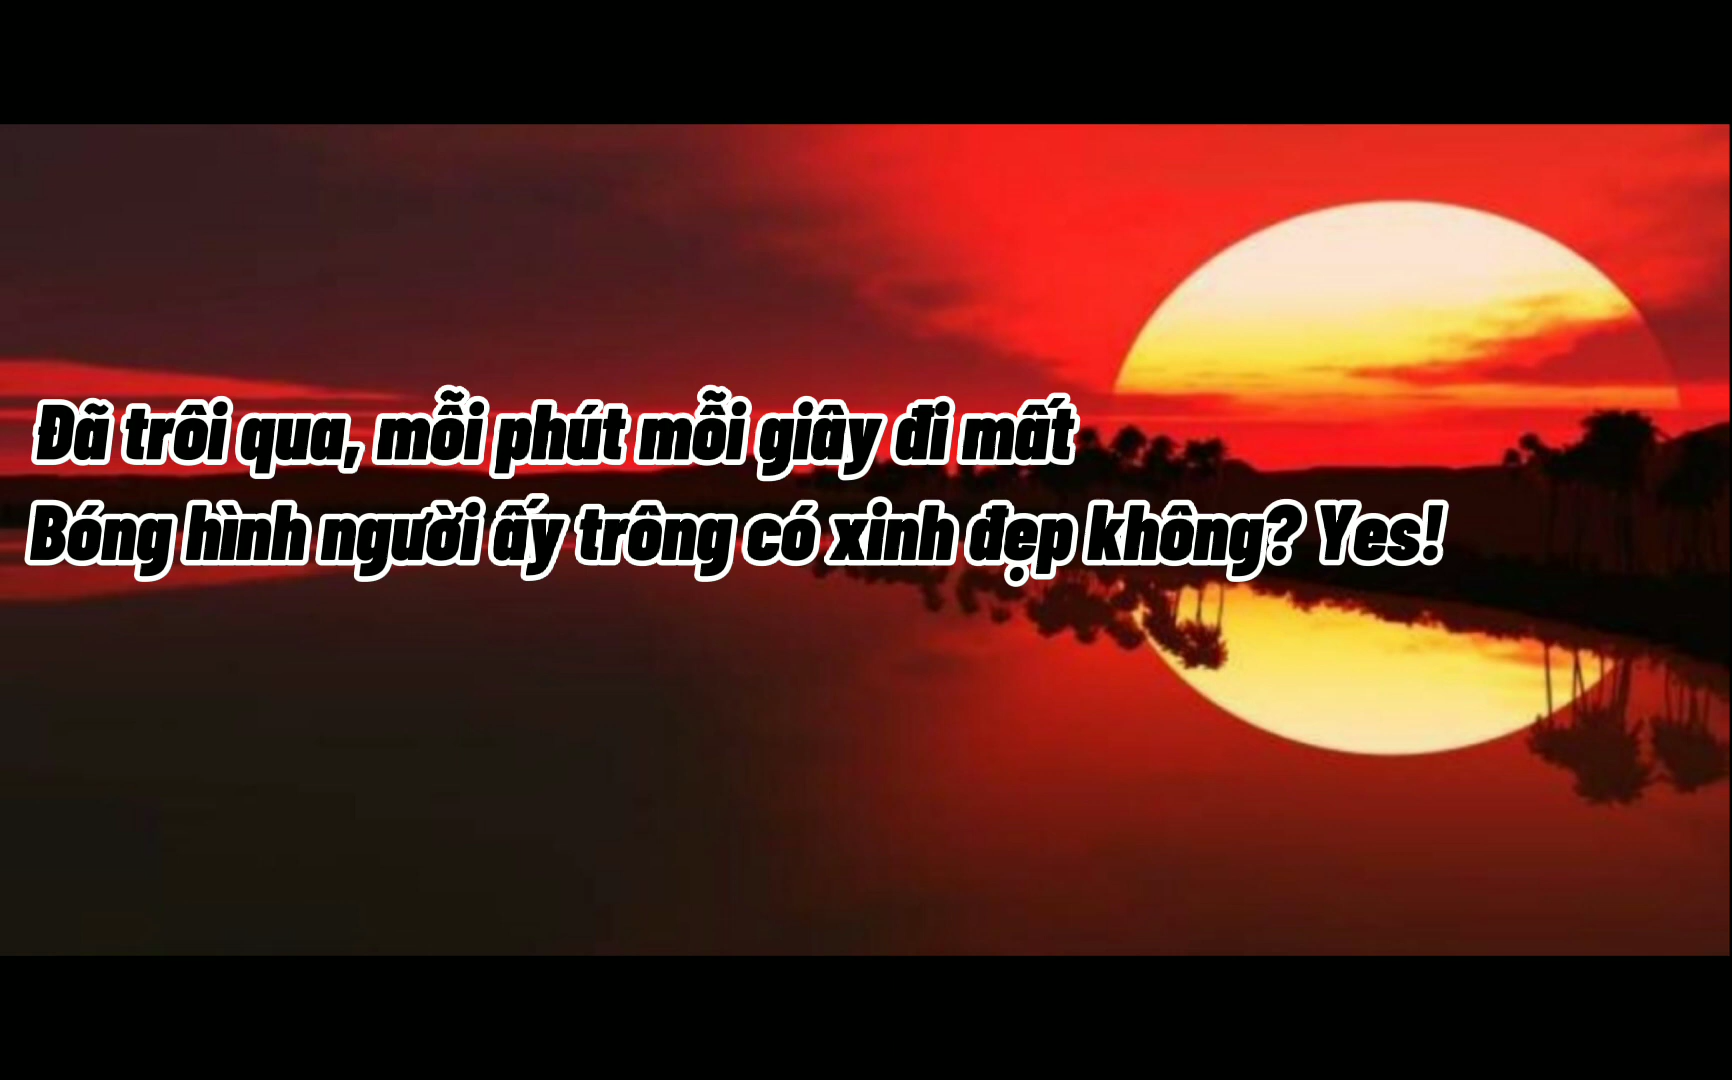 Đã trôi qua, mỗi phút mỗi giây đi mất
Bóng hình người ấy trông có xinh đẹp không? Yes!